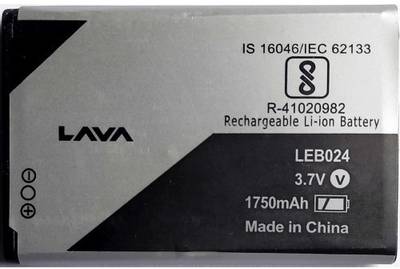 IS 16046/IEC 62133
R-41020982
Rechargeable Li-ion Battery
LAVA
LEB024
3.7V V
1750mAh
Made in China